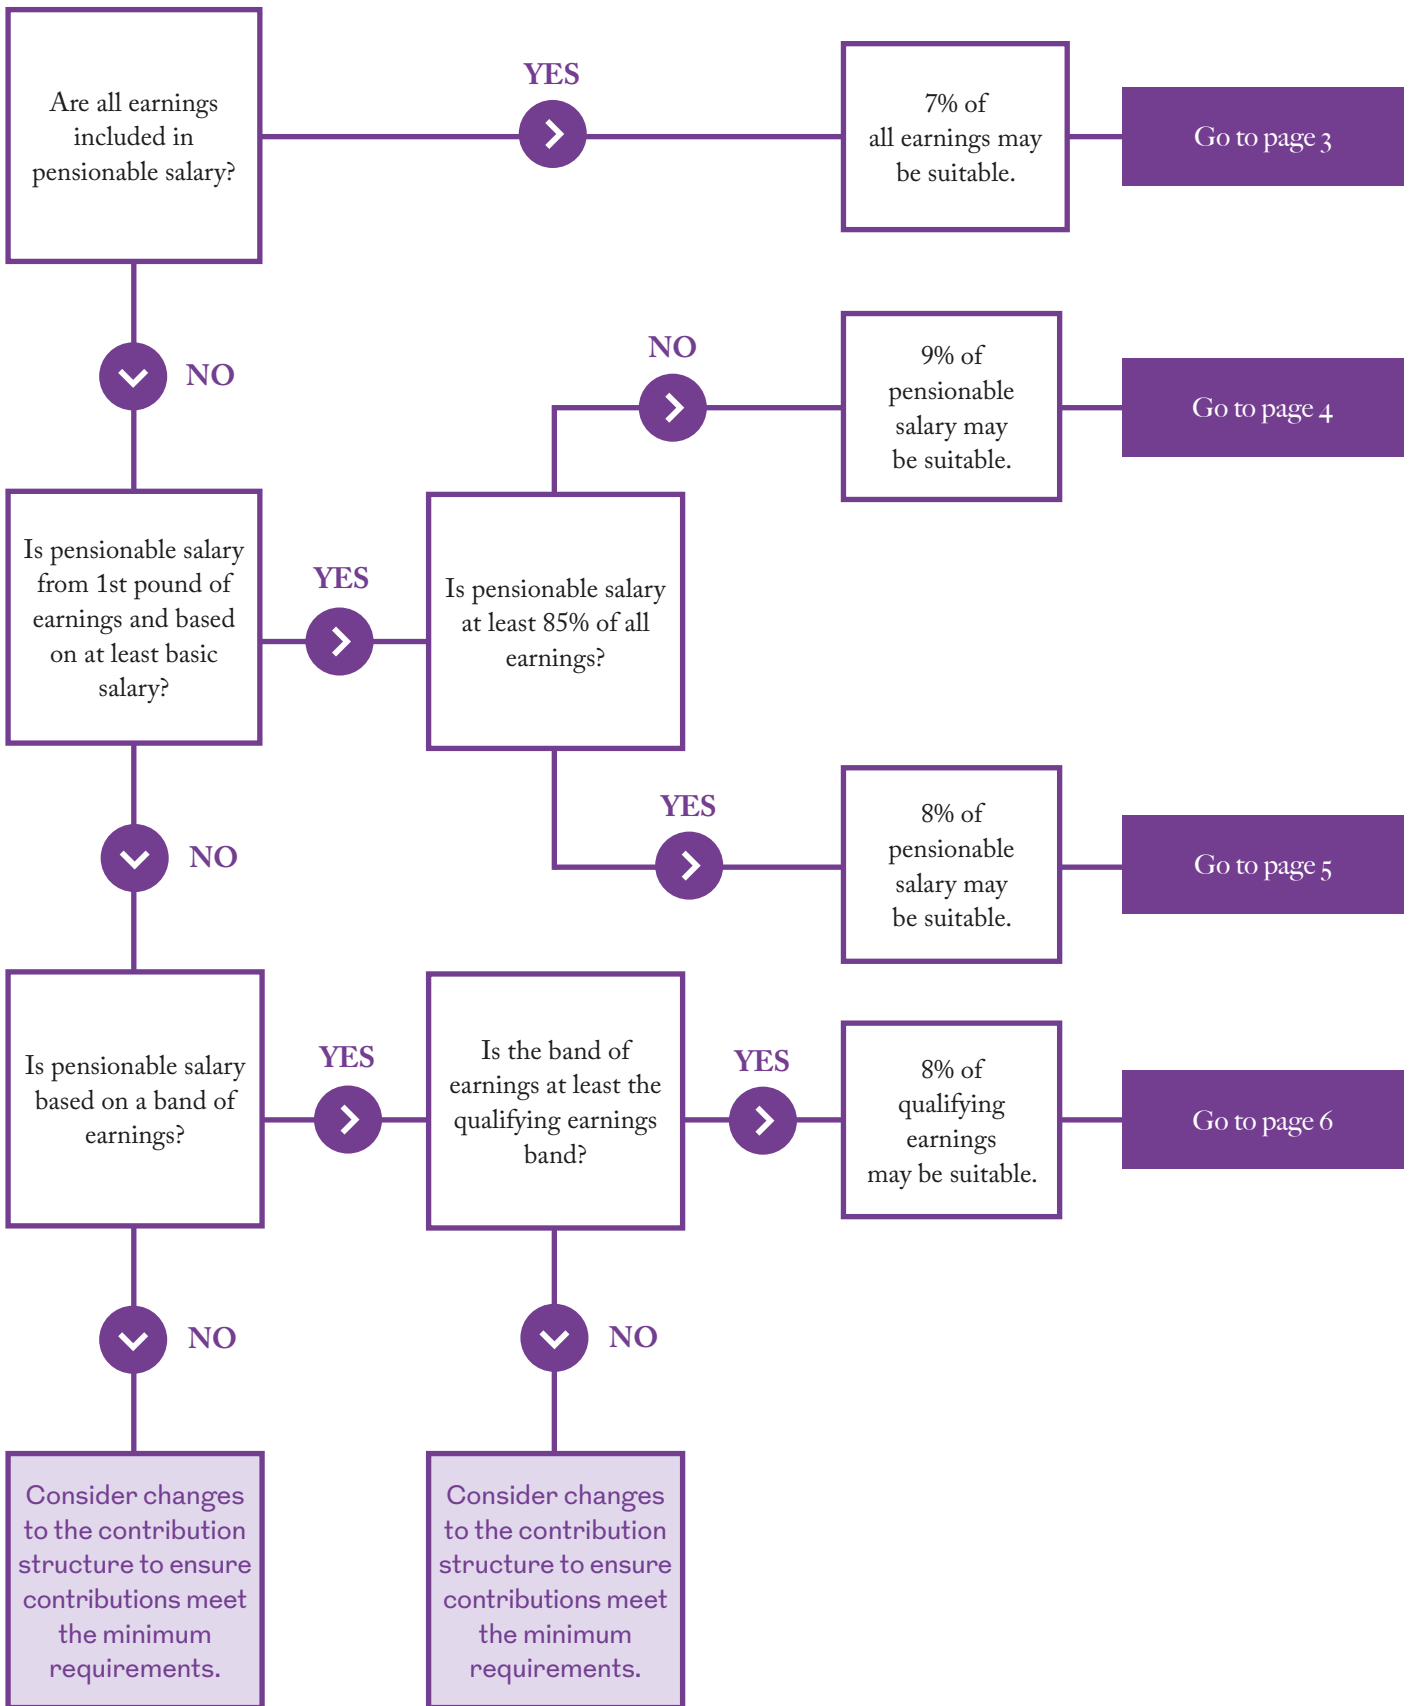 Are all earnings
included in
pensionable salary?
YES
7% of
all earnings may
be suitable.
Go to page 3
NO
NO
9% of
pensionable
salary may
be suitable.
Go to page 4
Is pensionable salary
from 1st pound of
earnings and based
on at least basic
salary?
YES
Is pensionable salary
at least 85% of all
earnings?
YES
8% of
pensionable
salary may
be suitable.
Go to page 5
NO
Is pensionable salary
based on a band of
earnings?
YES
Is the band of
earnings at least the
qualifying earnings
band?
YES
8% of
qualifying
earnings
may be suitable.
Go to page 6
NO
NO
Consider changes
to the contribution
structure to ensure
contributions meet
the minimum
requirements.
Consider changes
to the contribution
structure to ensure
contributions meet
the minimum
requirements.